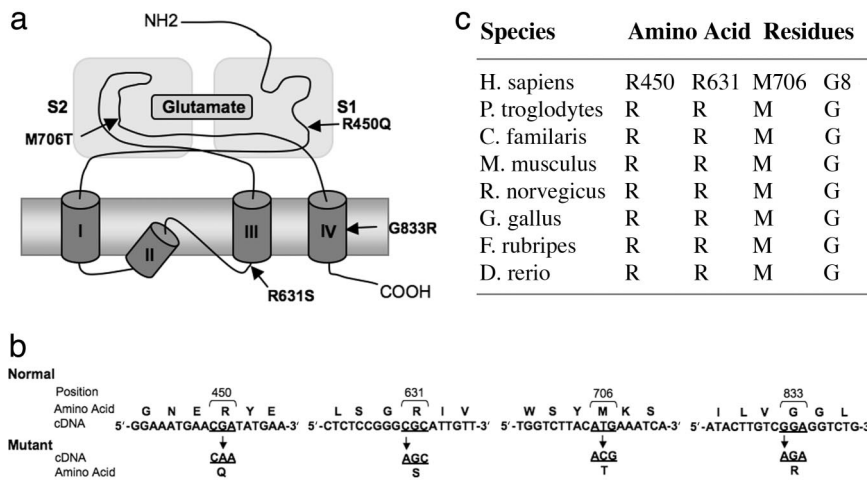 a
NH2
S2
Glutamate
S1
M706T
R450Q
I
II
III
IV
G833R
R631S
COOH
c
Species Amino Acid Residues
H. sapiens R450 R631 M706 G8
P. troglodytes R R M G
C. familaris R R M G
M. musculus R R M G
R. norvegicus R R M G
G. gallus R R M G
F. rubripes R R M G
D. rerio R R M G
b
Normal
Position 450 631 706 833
Amino Acid G N E R Y E L S G R I V W S Y M K S I L V G G L
cDNA 5'-GGAAATGAACGATATGAA-3' 5'-CTCTCCGGGCGCATTGTT-3' 5'-TGGTCTTACATGAAATCA-3' 5'-ATACTTGTCGGAGGTCTG-3'
Mutant
cDNA CAA AGC ACG AGA
Amino Acid Q S T R